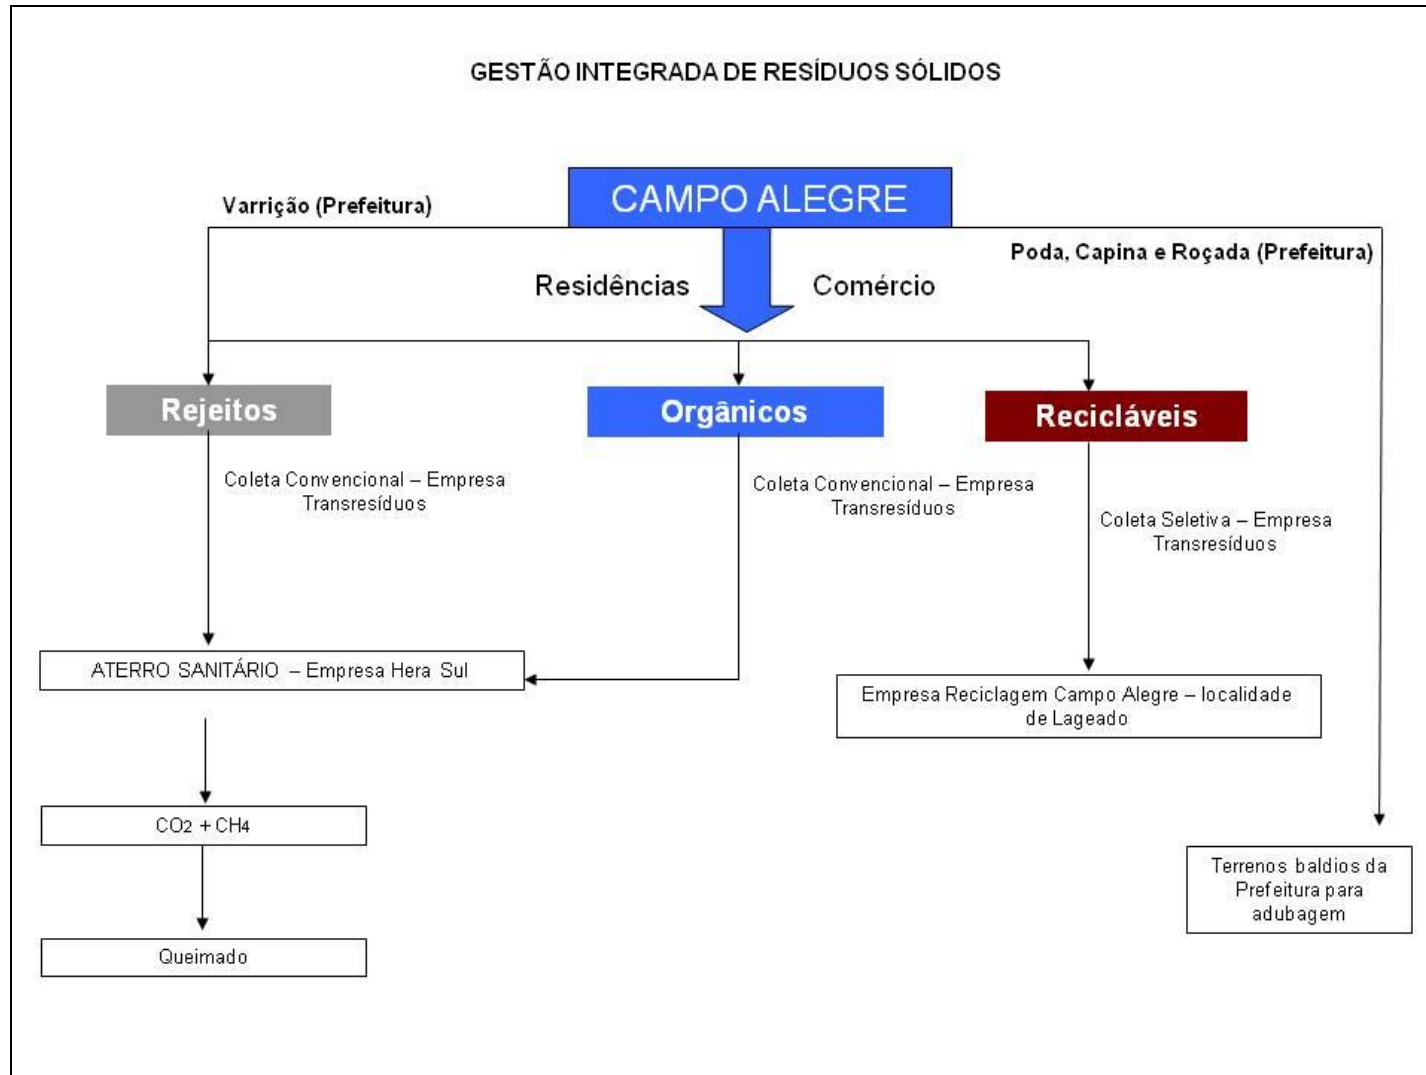 GESTÃO INTEGRADA DE RESÍDUOS SÓLIDOS
CAMPO ALEGRE
Varrição (Prefeitura)
Poda, Capina e Roçada (Prefeitura)
Residências
Comércio
Rejeitos
Orgânicos
Recicláveis
Coleta Convencional – Empresa
Transresíduos
Coleta Convencional – Empresa
Transresíduos
Coleta Seletiva – Empresa
Transresíduos
ATERRO SANITÁRIO – Empresa Hera Sul
Empresa Reciclagem Campo Alegre – localidade
de Lageado
CO2 + CH4
Terrenos baldios da
Prefeitura para
adubagem
Queimado